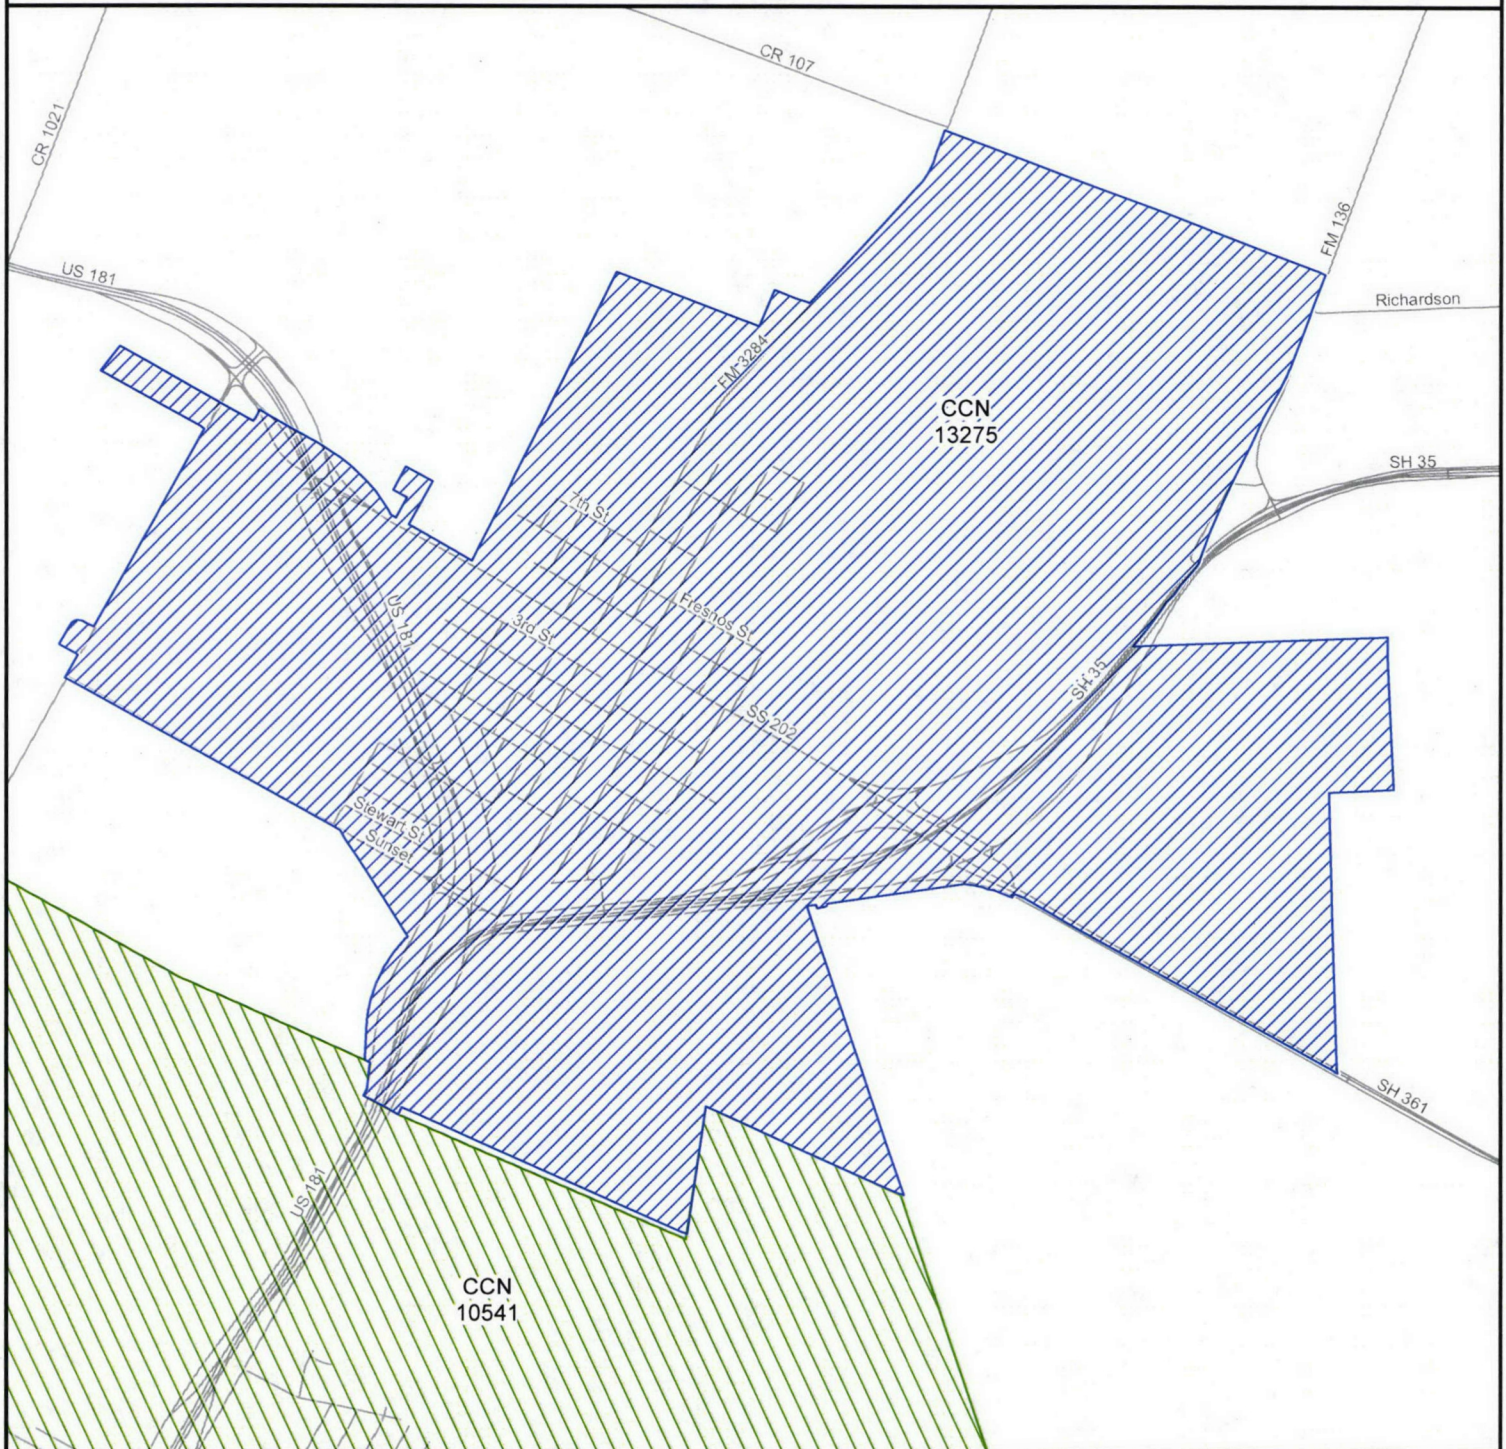 CR 107
CR 1021
FM 136
US 181
Richardson
FM 3284
CCN
13275
SH 35
7th St
US 181
Fresnos St
3rd St
SH 35
SS 202
Stewart St
Sunset
SH 361
US 181
CCN
10541